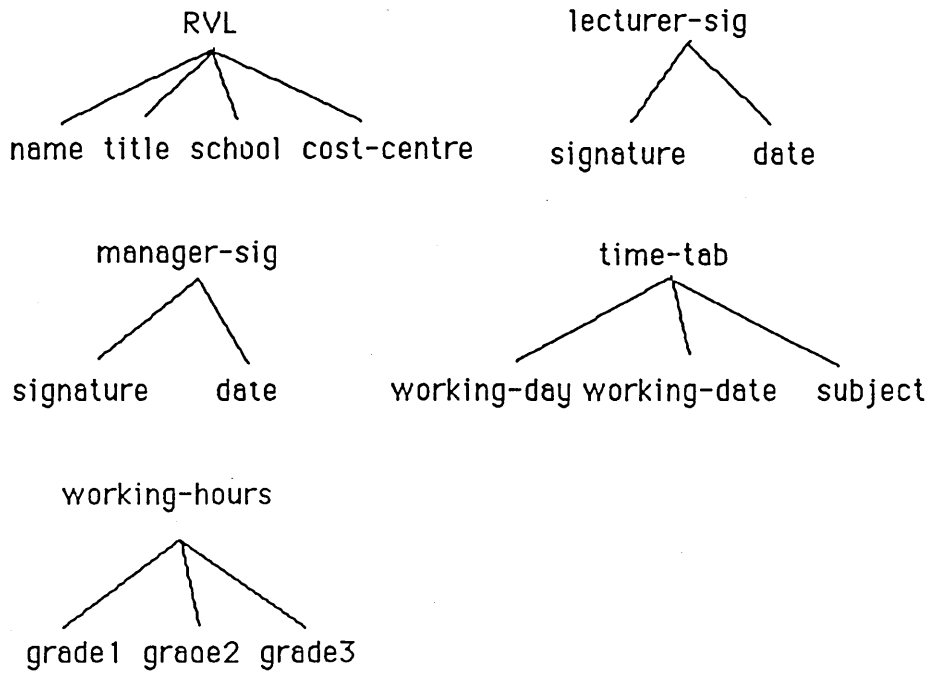 RVL
lecturer-sig
name title school cost-centre
signature date
manager-sig
time-tab
signature date
working-day working-date subject
working-hours
grade1 grade2 grade3